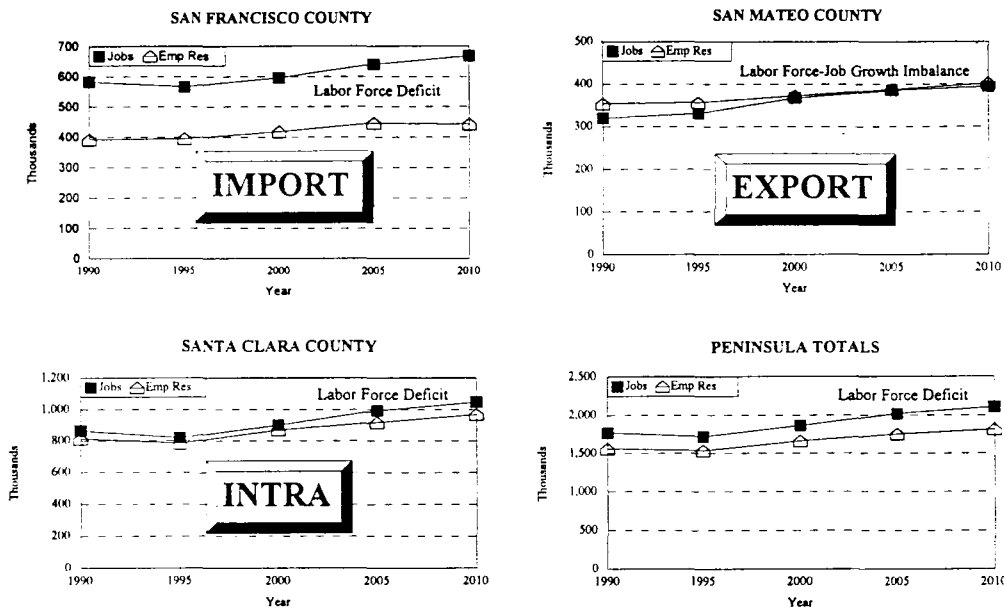 SAN FRANCISCO COUNTY
700
600
500
400
300
200
100
0
Thousands
Jobs Emp Res
Labor Force Deficit
IMPORT
1990 1995 2000 2005 2010
Year
SAN MATEO COUNTY
500
400
300
200
100
0
Thousands
Jobs Emp Res
Labor Force-Job Growth Imbalance
EXPORT
1990 1995 2000 2005 2010
Year
SANTA CLARA COUNTY
1.200
1.000
800
600
400
200
0
Thousands
Jobs Emp Res
Labor Force Deficit
INTRA
1990 1995 2000 2005 2010
Year
PENINSULA TOTALS
2,500
2,000
1,500
1,000
500
0
Thousands
Jobs Emp Res
Labor Force Deficit
1990 1995 2000 2005 2010
Year